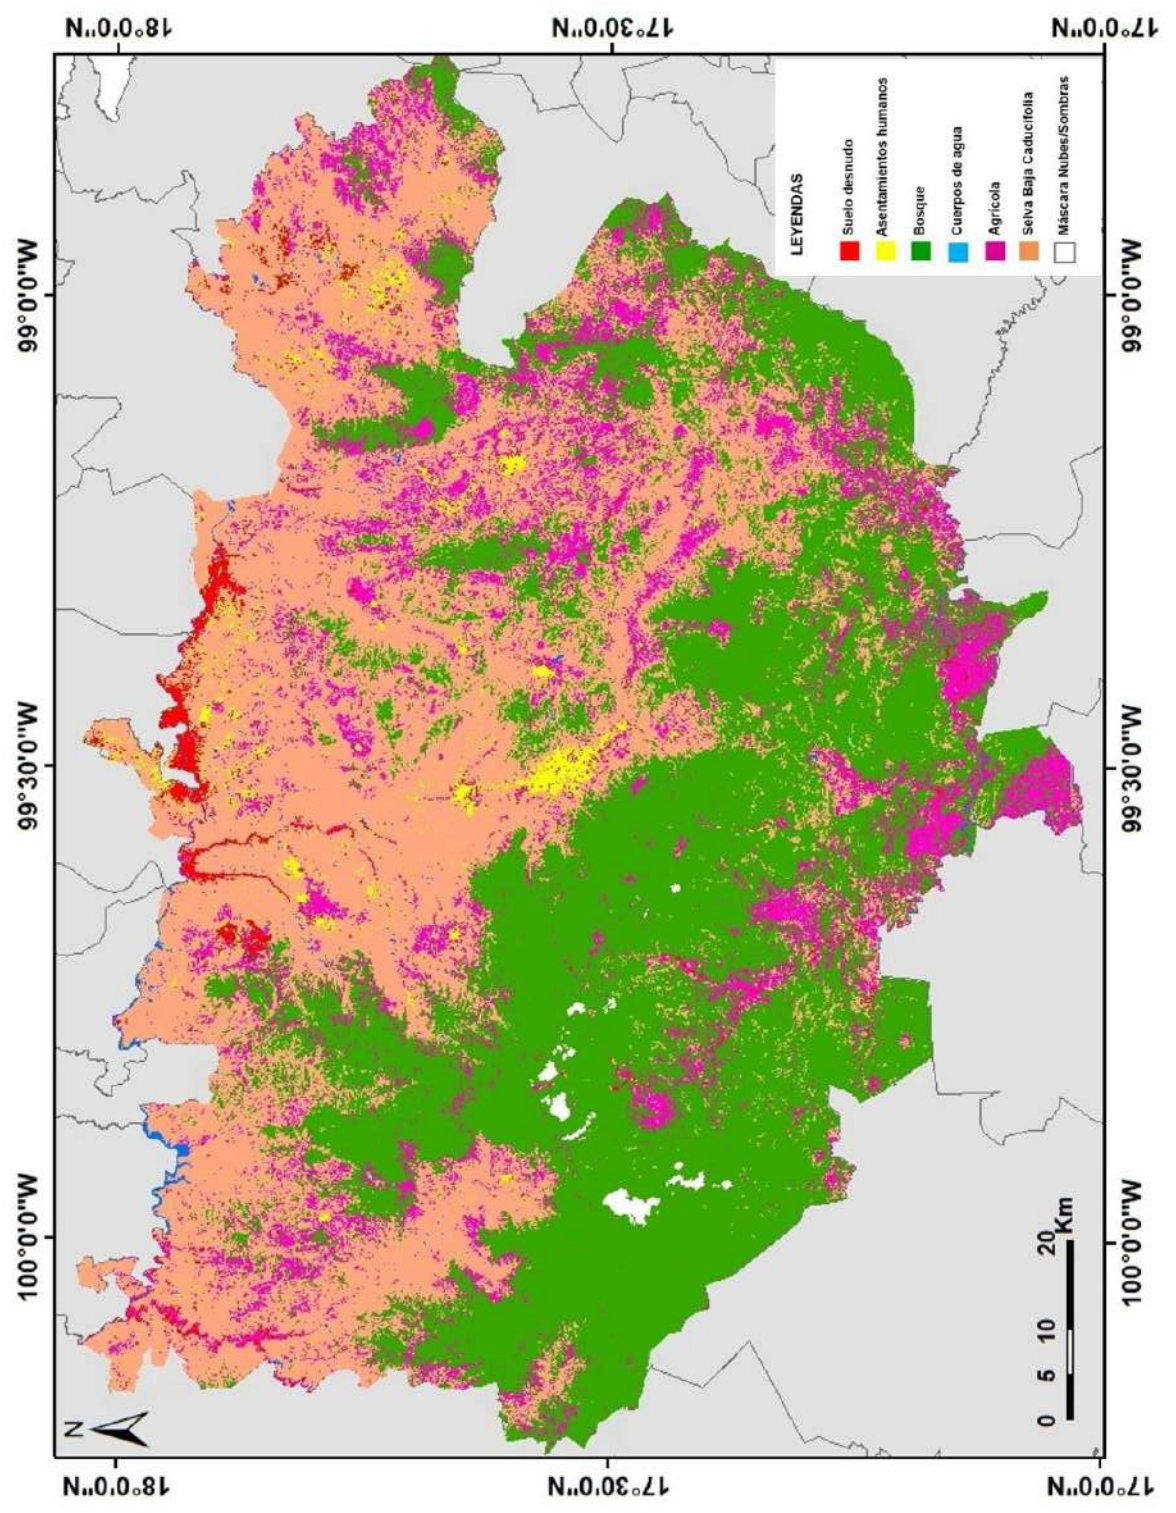 100°0'0"W
99°30'0"W
99°0'0"W
18°0'0"N
18°0'0"N
N
17°30'0"N
17°30'0"N
LEYENDAS
Suelo desnudo
Asentamientos humanos
Bosque
Cuerpos de agua
Agrícola
Selva Baja Caducifolia
Máscara Nubes/Sombras
0 5 10 20
Km
17°0'0"N
17°0'0"N
100°0'0"W
99°30'0"W
99°0'0"W